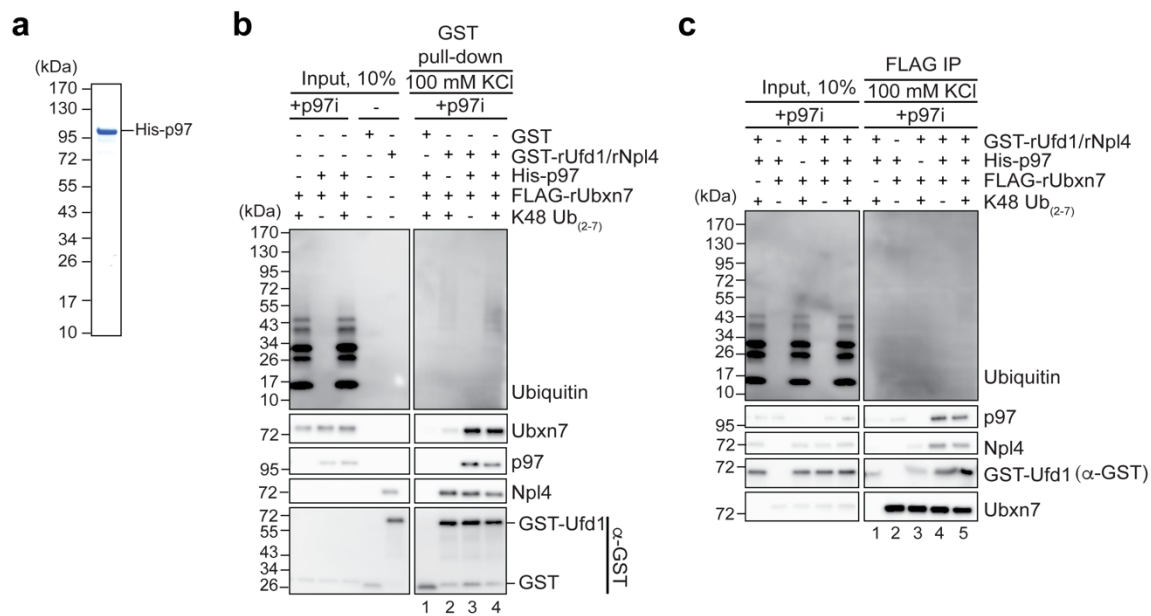 a
(kDa)
170
130
95
72
55
43
34
26
17
10
His-p97
b
GST
pull-down
Input, 10%
100 mM KCl
+p97i
-
+p97i
- - - + - + - - - GST
- - - - + - + + + GST-rUfd1/rNpl4
- + + - - + - + + His-p97
+ + + - - + + + + FLAG-rUbxn7
+ - + - - + + - + K48 Ub(2-7)
(kDa)
170
130
95
72
55
43
34
26
17
10
Ubiquitin
72
Ubxn7
95
p97
72
Npl4
72
55
43
34
26
GST-Ufd1
GST
α-GST
1 2 3 4
c
FLAG IP
Input, 10%
100 mM KCl
+p97i
+p97i
+ - + + + + - + + + GST-rUfd1/rNpl4
+ + - + + + + - + + His-p97
- + + + + - + + + + FLAG-rUbxn7
+ - + - + + - + - + K48 Ub(2-7)
(kDa)
170
130
95
72
55
43
34
26
17
10
Ubiquitin
95
p97
72
Npl4
72
GST-Ufd1 (α-GST)
72
Ubxn7
1 2 3 4 5